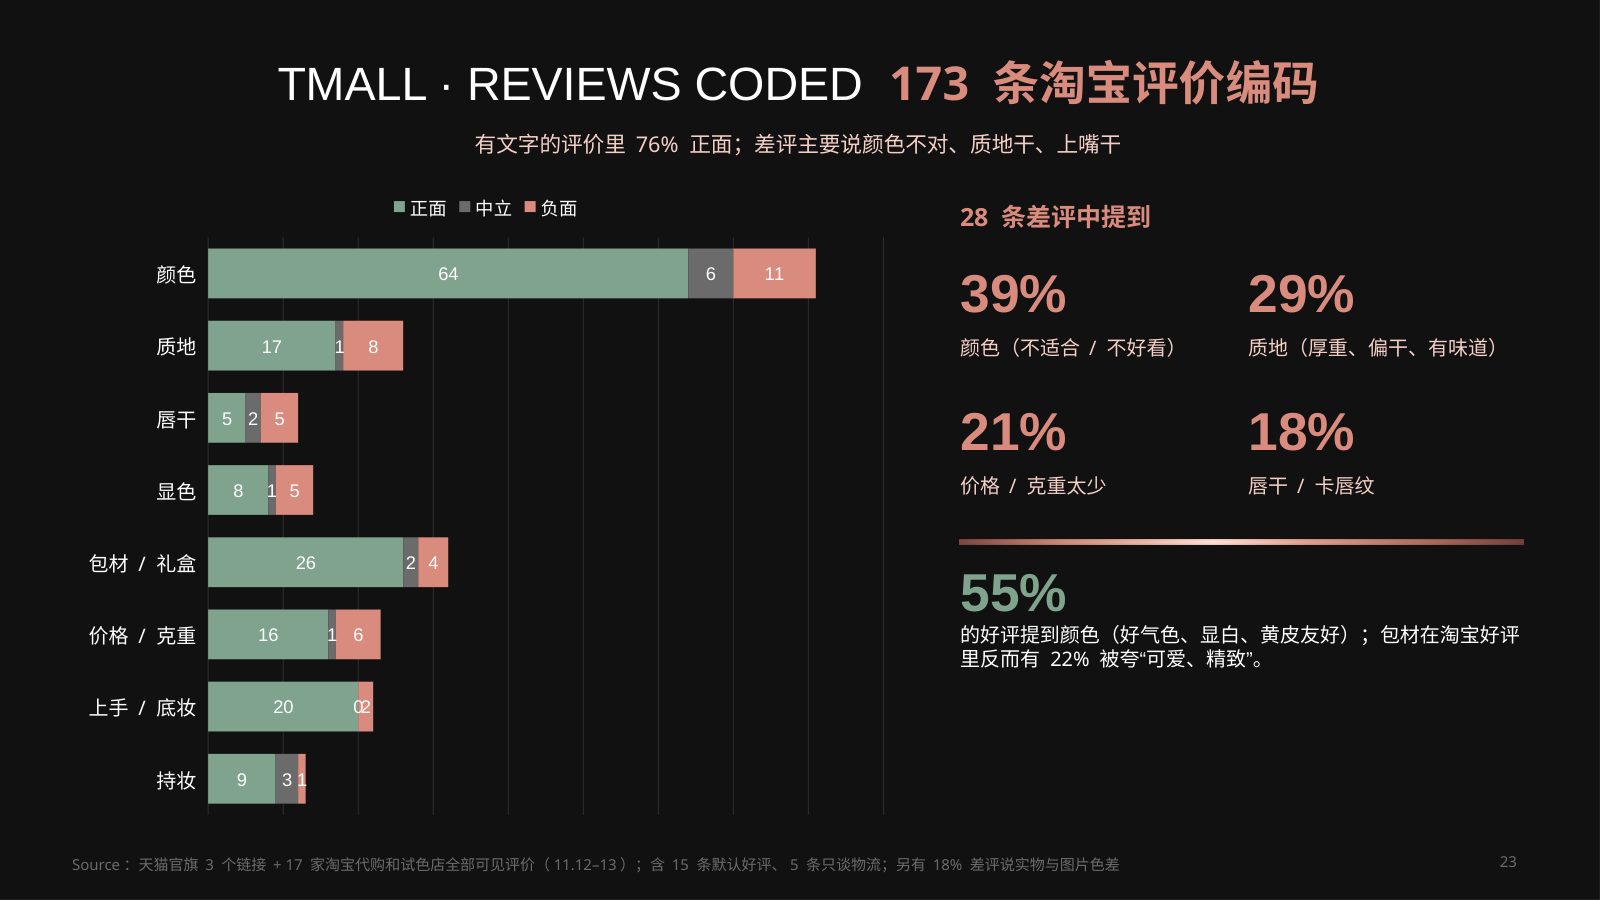 TMALL · REVIEWS CODED 173 条淘宝评价编码
有文字的评价里 76% 正面；差评主要说颜色不对、质地干、上嘴干
正面 中立 负面
颜色 64 6 11
质地 17 1 8
唇干 5 2 5
显色 8 1 5
包材 / 礼盒 26 2 4
价格 / 克重 16 1 6
上手 / 底妆 20 0 2
持妆 9 3 1
28 条差评中提到
39% 29%
颜色（不适合 / 不好看） 质地（厚重、偏干、有味道）
21% 18%
价格 / 克重太少 唇干 / 卡唇纹
55%
的好评提到颜色（好气色、显白、黄皮友好）；包材在淘宝好评
里反而有 22% 被夸“可爱、精致”。
Source： 天猫官旗 3 个链接 + 17 家淘宝代购和试色店全部可见评价（ 11.12–13 ）；含 15 条默认好评、 5 条只谈物流；另有 18% 差评说实物与图片色差
23